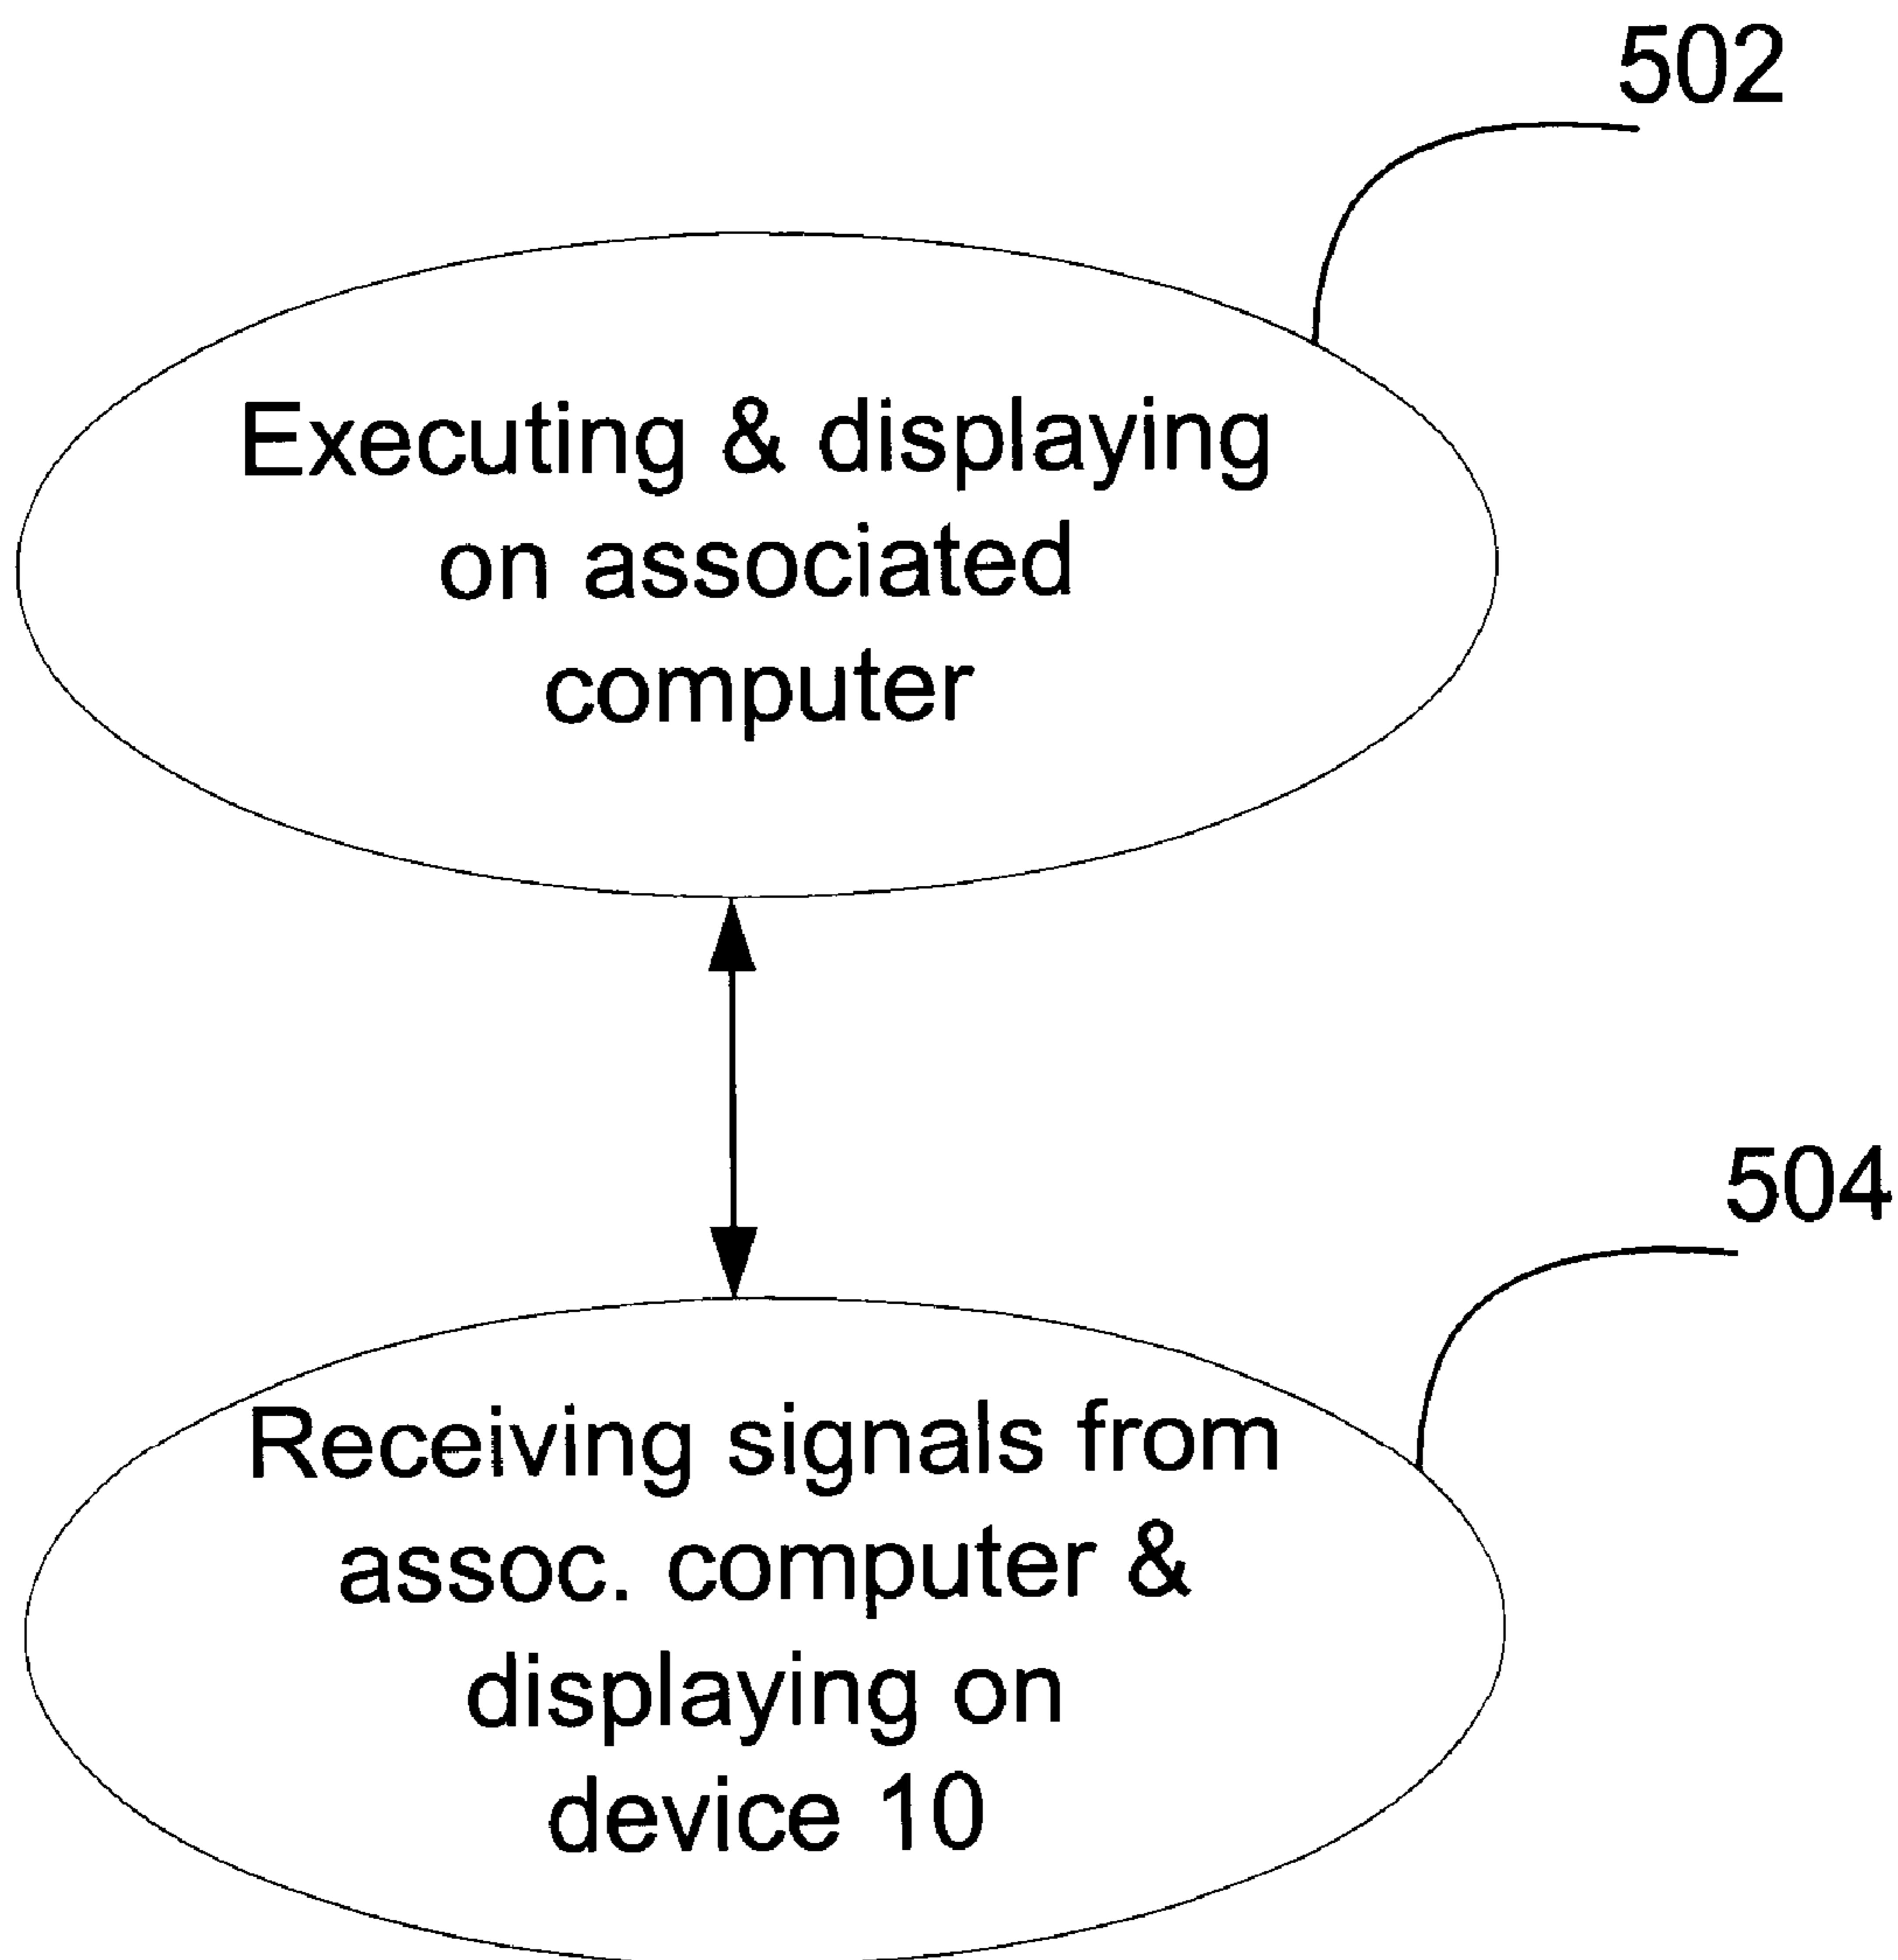 502
Executing & displaying
on associated
computer
504
Receiving signals from
assoc. computer &
displaying on
device 10